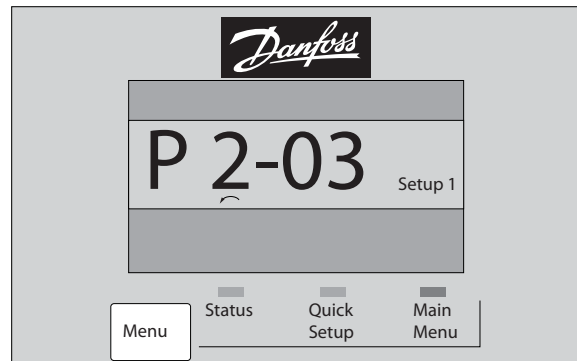 Danfoss
P 2-03
Setup 1
Status
Quick Setup
Main Menu
Menu